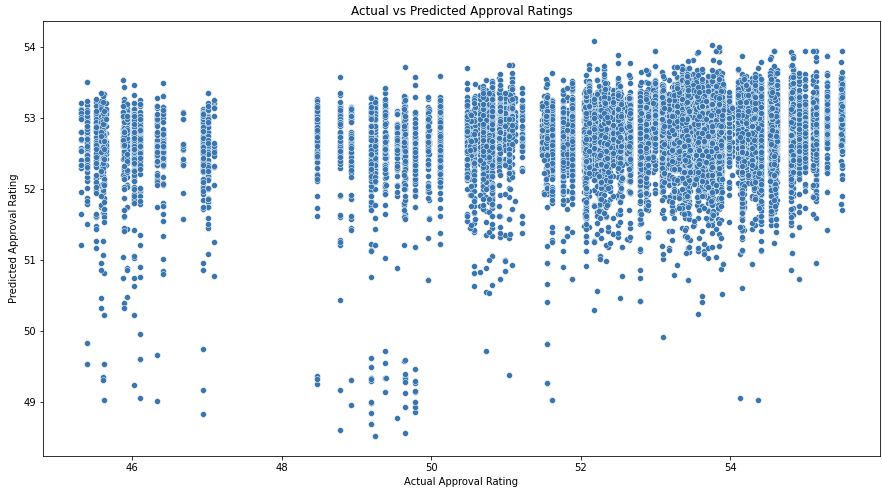 Actual vs Predicted Approval Ratings
54
53
52
51
50
49
Predicted Approval Rating
46 48 50 52 54
Actual Approval Rating